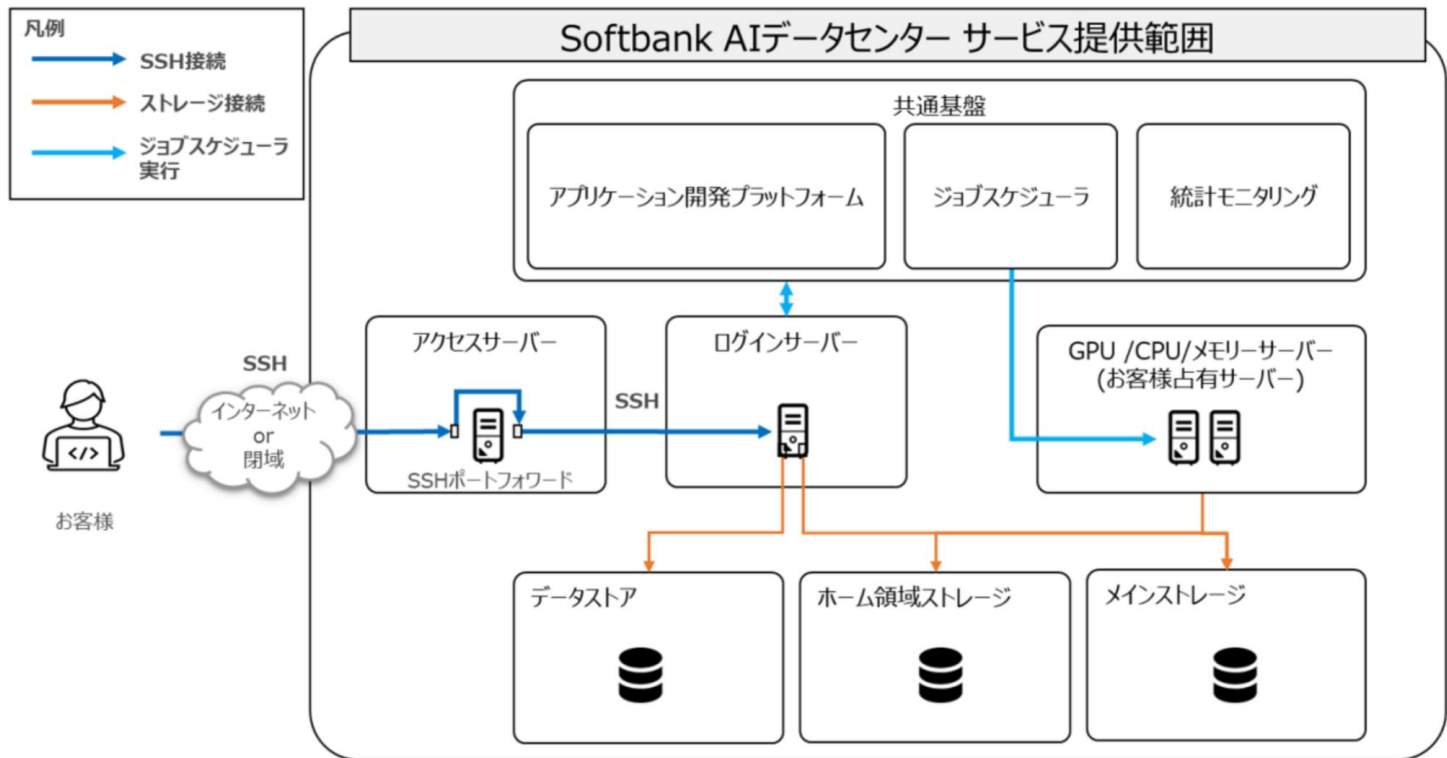 凡例
SSH接続
ストレージ接続
ジョブスケジューラ
実行
Softbank AIデータセンター サービス提供範囲
共通基盤
アプリケーション開発プラットフォーム
ジョブスケジューラ
統計モニタリング
アクセスサーバー
ログインサーバー
GPU /CPU/メモリーサーバー
(お客様占有サーバー)
SSH
インターネット
or
閉域
SSH
</>
SSHポートフォワード
お客様
データストア
ホーム領域ストレージ
メインストレージ